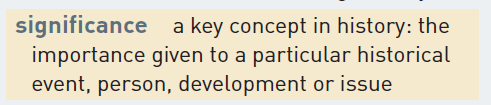 significance a key concept in history: the
importance given to a particular historical
event, person, development or issue